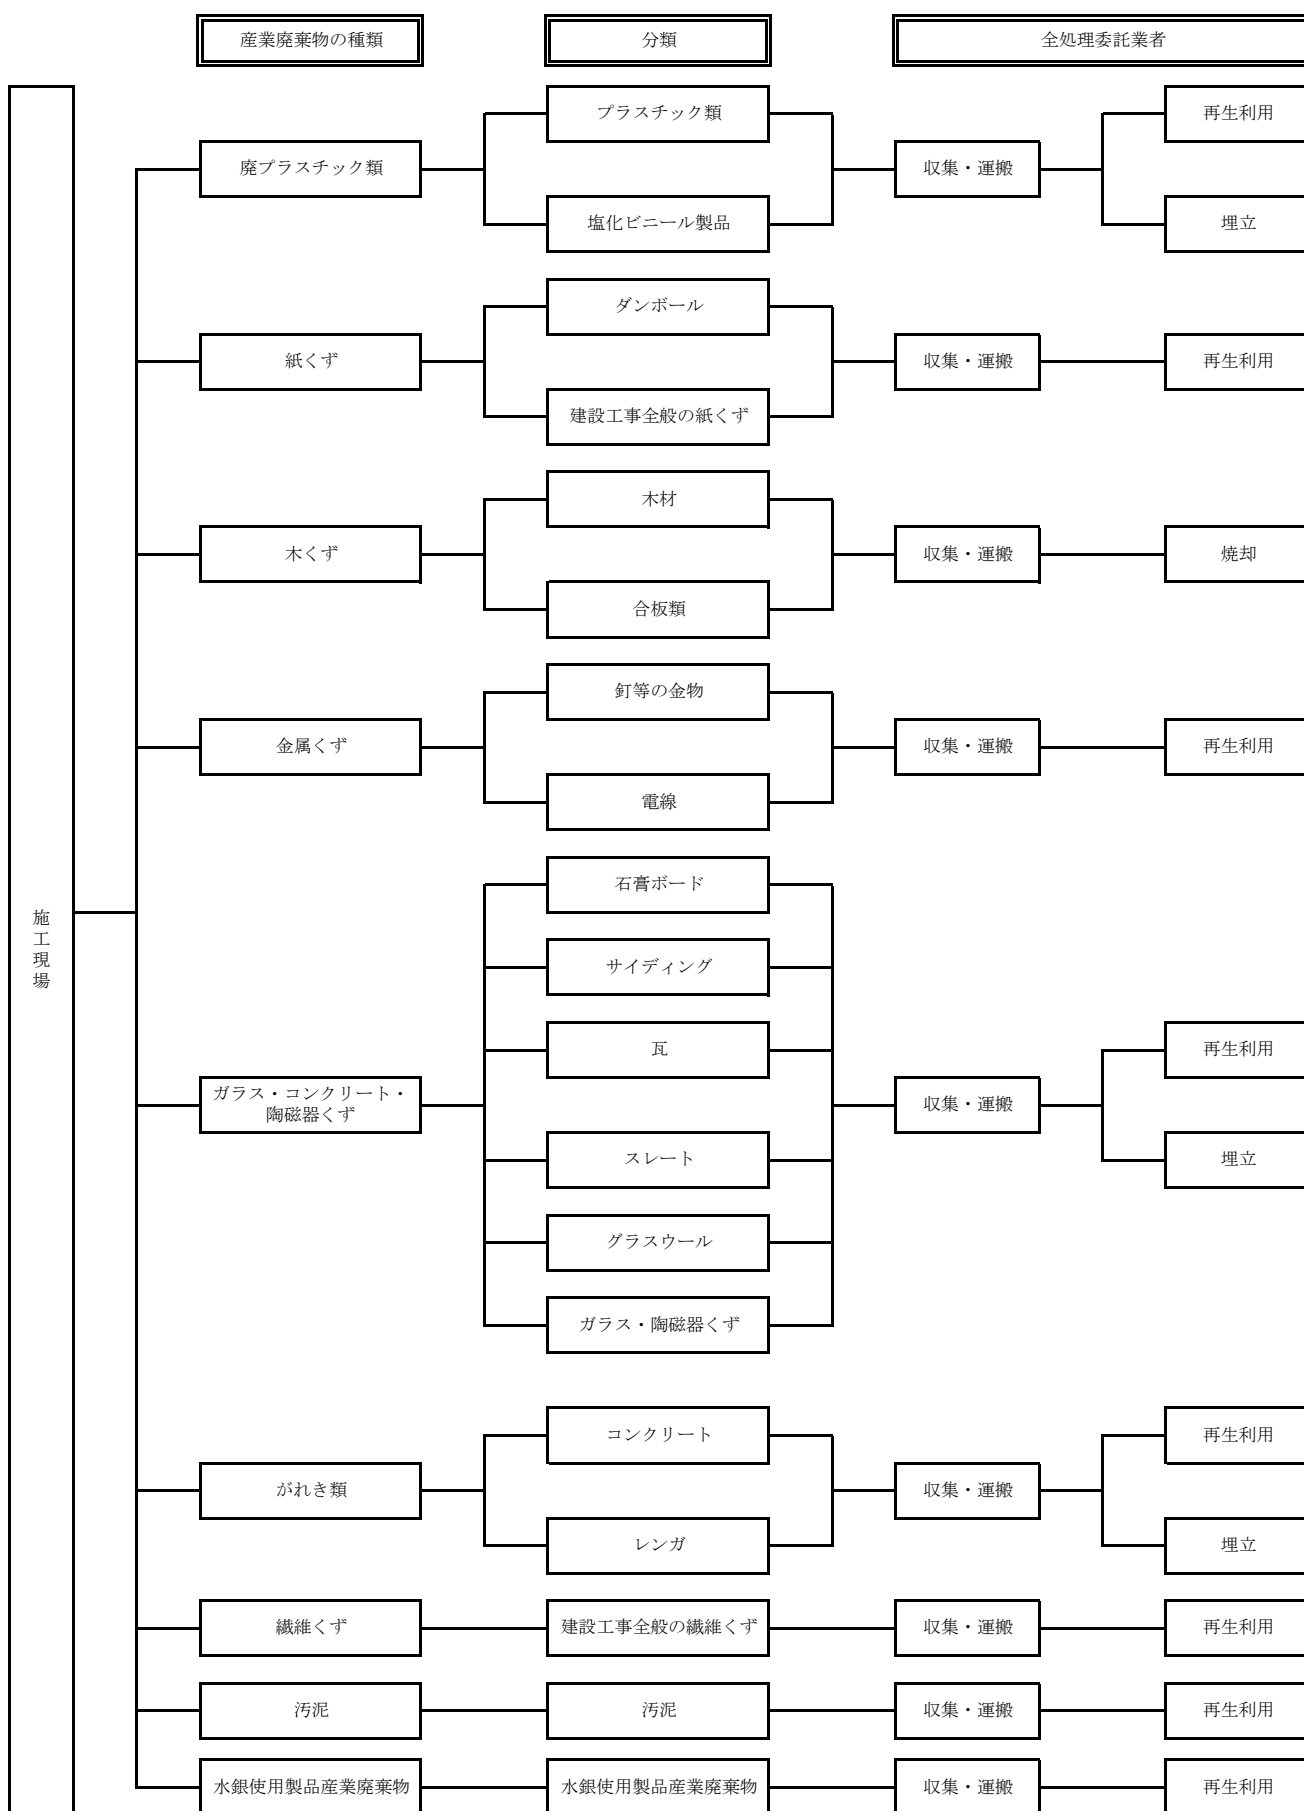 産業廃棄物の種類
分類
全処理委託業者
施工現場
廃プラスチック類
プラスチック類
塩化ビニール製品
収集・運搬
再生利用
埋立
紙くず
ダンボール
建設工事全般の紙くず
収集・運搬
再生利用
木くず
木材
合板類
収集・運搬
焼却
金属くず
釘等の金物
電線
収集・運搬
再生利用
ガラス・コンクリート・
陶磁器くず
石膏ボード
サイディング
瓦
スレート
グラスウール
ガラス・陶磁器くず
収集・運搬
再生利用
埋立
がれき類
コンクリート
レンガ
収集・運搬
再生利用
埋立
繊維くず
建設工事全般の繊維くず
収集・運搬
再生利用
汚泥
汚泥
収集・運搬
再生利用
水銀使用製品産業廃棄物
水銀使用製品産業廃棄物
収集・運搬
再生利用